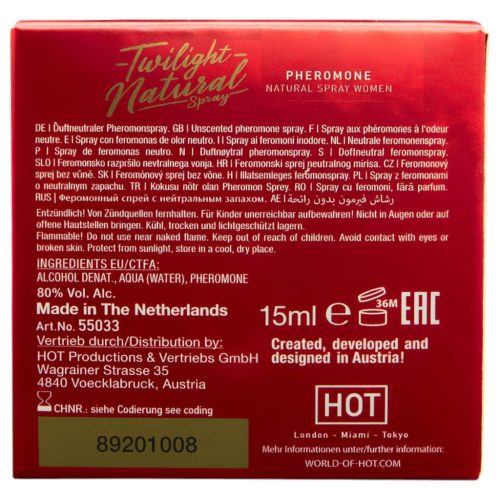 Twilight
Natural
Spray
PHEROMONE
NATURAL SPRAY WOMEN
DE | Duftneutraler Pheromonspray. GB | Unscented pheromone spray. F | Spray aux phéromones à l'odeur
neutre. E | Spray con feromonas de olor neutro. I | Spray ai feromoni inodore. NL | Neutrale feromonenspray.
P | Spray de feromonas neutro. N | Duftnøytral pheromonspray. S | Doftneutral feromonspray.
SLO | Feromonsko razpršilo nevtralnega vonja. HR | Feromonski sprej neutralnog mirisa. CZ | Feromonový
sprej bez vůně. SK | Feromónový sprej bez vône. H | Illatsemleges feromonspray. PL | Spray z feromonami
o neutralnym zapachu. TR | Kokusu nötr olan Pheromon Sprey. RO | Spray cu feromoni, fără parfum.
RUS | Феромонный спрей с нейтральным запахом. AE | رشاش فيرمون بدون رائحة
Entzündlich! Von Zündquellen fernhalten. Für Kinder unerreichbar aufbewahren! Nicht in Augen oder auf
offene Hautstellen bringen. Kühl, trocken und lichtgeschützt lagern.
Flammable! Do not use near naked flame. Keep out of reach of children. Avoid contact with eyes or
broken skin. Protect from sunlight, store in a cool, dry place.
INGREDIENTS EU/CTFA:
ALCOHOL DENAT., AQUA (WATER), PHEROMONE
80% Vol. Alc.
Made in The Netherlands
Art.No. 55033
Vertrieb durch/Distribution by:
HOT Productions & Vertriebs GmbH
Wagrainer Strasse 35
4840 Voecklabruck, Austria
CHNR.: siehe Codierung see coding
89201008
15ml e 36M EAC
Created, developed and
designed in Austria!
HOT
London - Miami - Tokyo
Mehr Informationen unter/further information:
WORLD-OF-HOT.COM